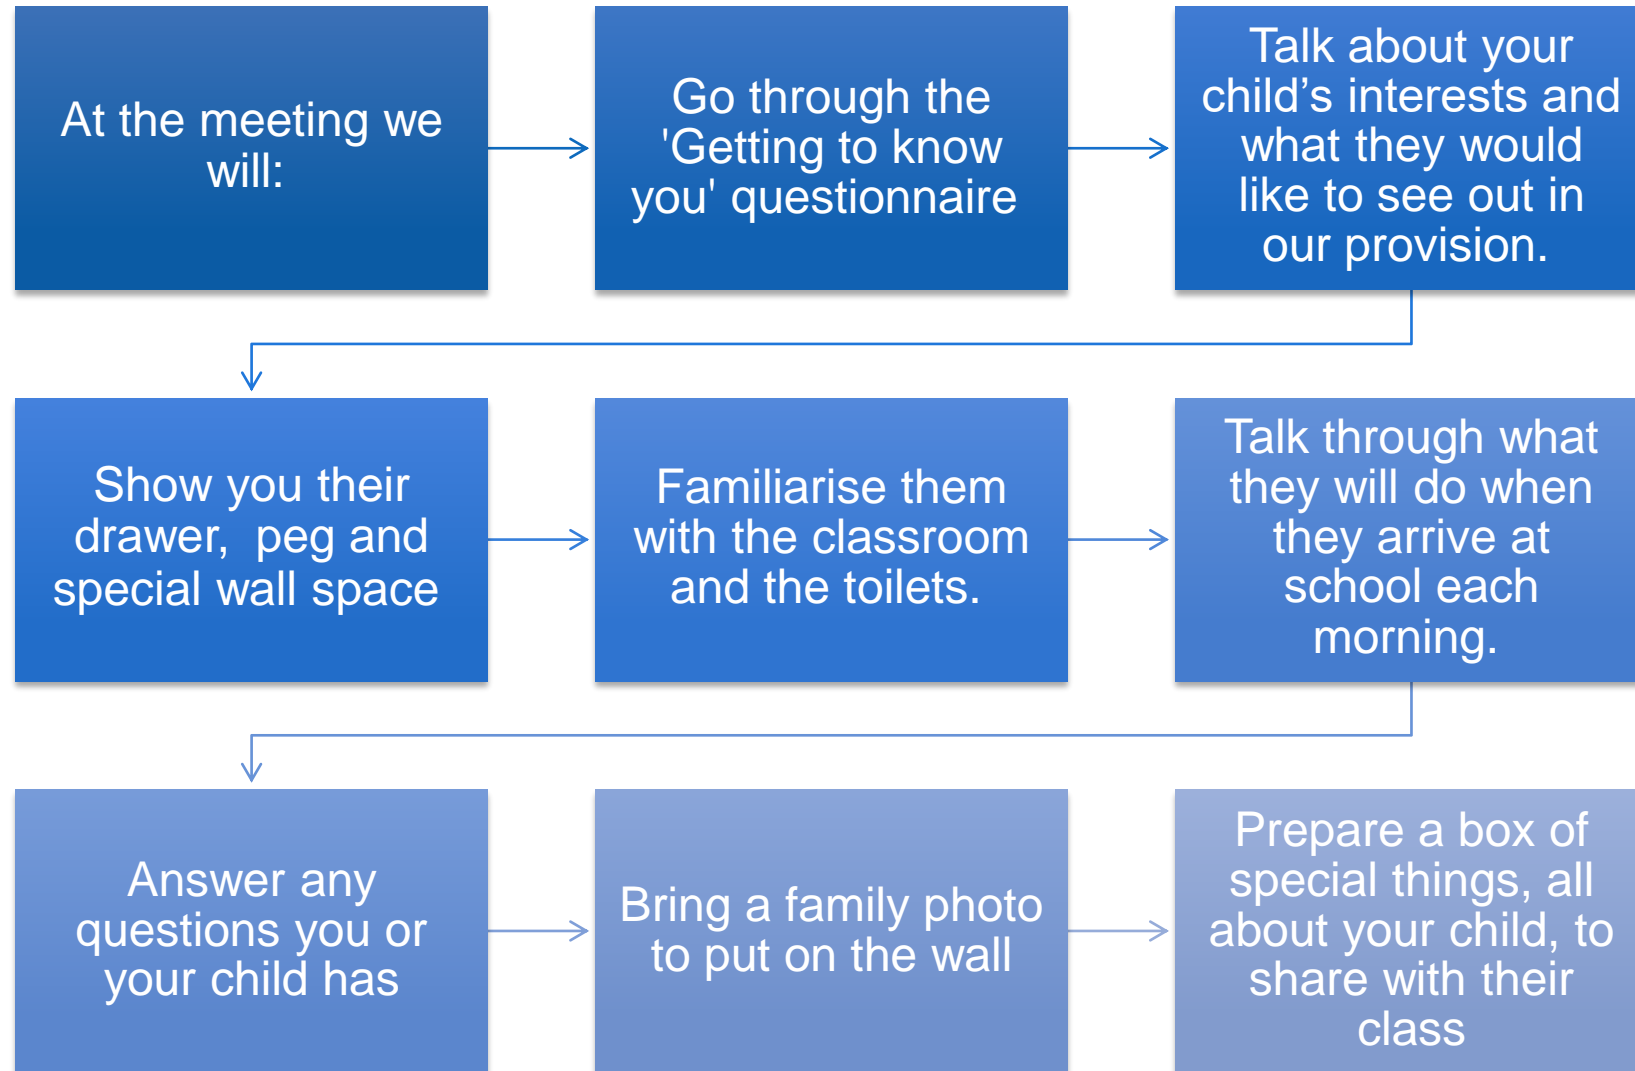 At the meeting we
will:
Go through the
'Getting to know
you' questionnaire
Talk about your
child’s interests and
what they would
like to see out in
our provision.
Show you their
drawer,  peg and
special wall space
Familiarise them
with the classroom
and the toilets.
Talk through what
they will do when
they arrive at
school each
morning.
Answer any
questions you or
your child has
Bring a family photo
to put on the wall
Prepare a box of
special things, all
about your child, to
share with their
class